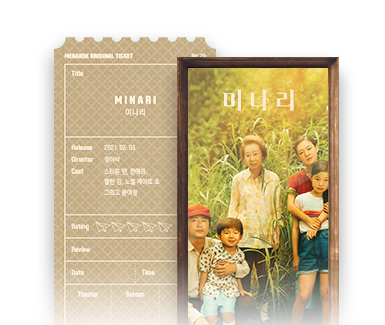 MEGABOX ORIGINAL TICKET
Title
MINARI
미나리
Release 2021. 03. 03
Director 정이삭
Cast 스티븐 연, 한예리,
앨런 김, 노엘 케이트 조
그리고 윤여정
Rating
Review
Date Time
Theater Screen
미나리